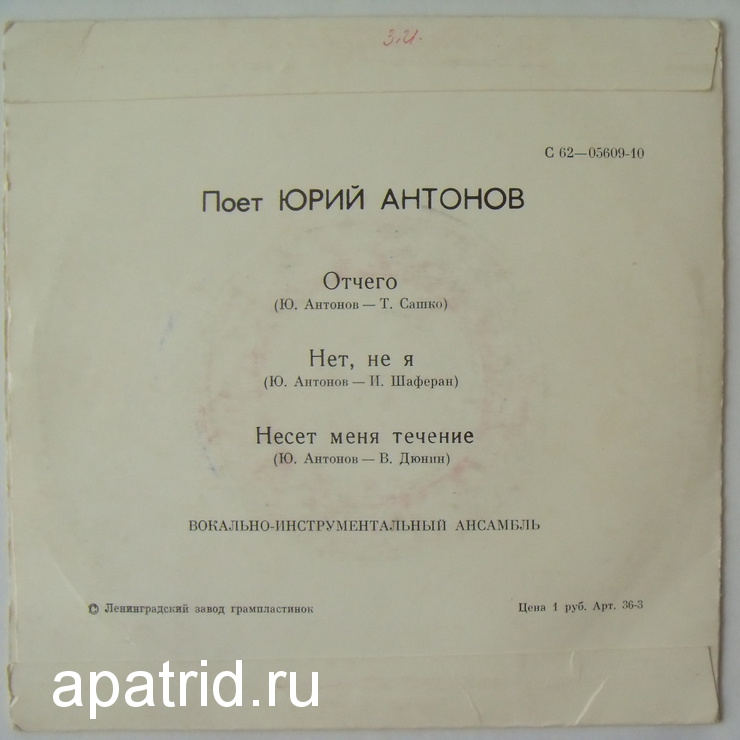 3.21.
С 62—05609-10
Поет ЮРИЙ АНТОНОВ
Отчего
(Ю. Антонов — Т. Сашко)
Нет, не я
(Ю. Антонов — И. Шаферан)
Несет меня течение
(Ю. Антонов — В. Дюнин)
ВОКАЛЬНО-ИНСТРУМЕНТАЛЬНЫЙ АНСАМБЛЬ
© Ленинградский завод грампластинок Цена 1 руб. Арт. 36-3
apatrid.ru